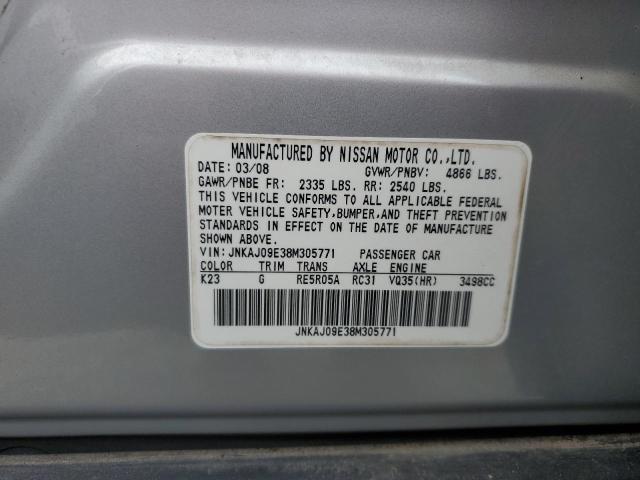 MANUFACTURED BY NISSAN MOTOR CO.,LTD.
DATE: 03/08 GVWR/PNBV: 4866 LBS.
GAWR/PNBE FR: 2335 LBS. RR: 2540 LBS.
THIS VEHICLE CONFORMS TO ALL APPLICABLE FEDERAL
MOTER VEHICLE SAFETY,BUMPER,AND THEFT PREVENTION
STANDARDS IN EFFECT ON THE DATE OF MANUFACTURE
SHOWN ABOVE.
VIN: JNKAJ09E38M305771 PASSENGER CAR
COLOR TRIM TRANS AXLE ENGINE
K23 G RE5R05A RC31 VQ35(HR) 3498CC
JNKAJ09E38M305771